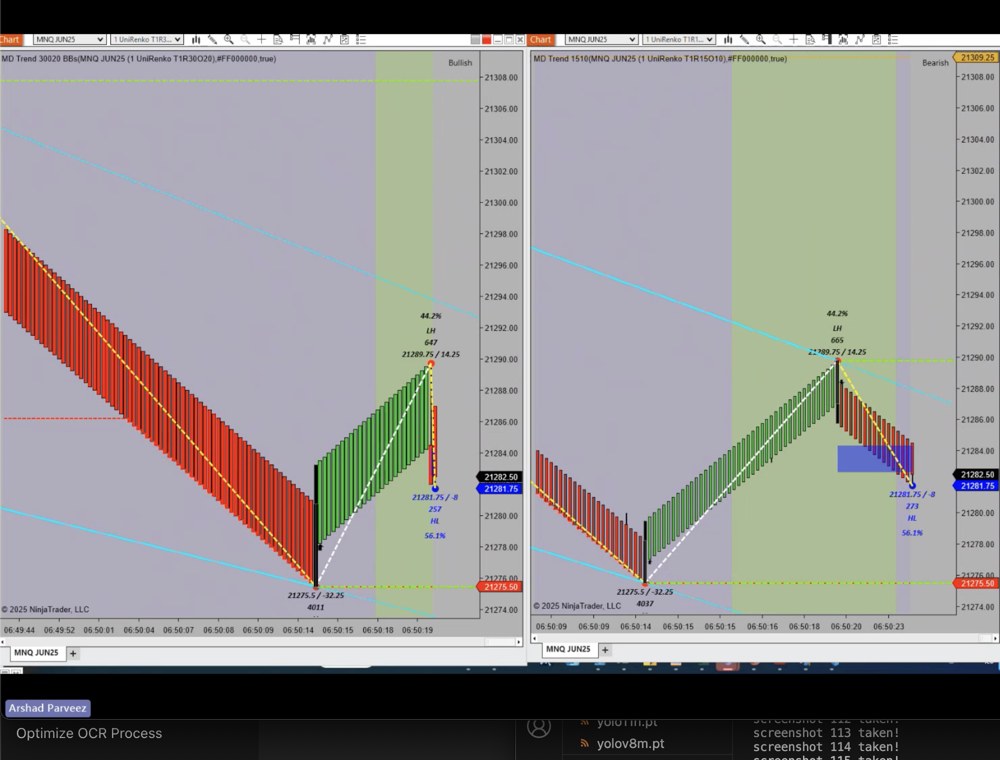 Chart
MNQ JUN25
1 UniRenko T1R3...
MD Trend 30020 BBs(MNQ JUN25 (1 UniRenko T1R30O20),#FF000000,true)
Bullish
21308.00
21306.00
21304.00
21302.00
21300.00
21298.00
21296.00
21294.00
21292.00
21290.00
21288.00
21286.00
21284.00
21282.50
21281.75
21280.00
21278.00
21276.00
21275.50
21274.00
44.2%
LH
647
21289.75 / 14.25
21281.75 / -8
257
HL
56.1%
21275.5 / -32.25
4011
© 2025 NinjaTrader, LLC
06:49:44 06:49:52 06:50:01 06:50:04 06:50:07 06:50:08 06:50:09 06:50:14 06:50:15 06:50:18 06:50:19
MNQ JUN25 +
Chart
MNQ JUN25
1 UniRenko T1R1...
MD Trend 1510(MNQ JUN25 (1 UniRenko T1R15O10),#FF000000,true)
Bearish
21309.25
21308.00
21306.00
21304.00
21302.00
21300.00
21298.00
21296.00
21294.00
21292.00
21290.00
21288.00
21286.00
21284.00
21282.50
21281.75
21280.00
21278.00
21276.00
21275.50
21274.00
44.2%
LH
665
21289.75 / 14.25
21281.75 / -8
273
HL
56.1%
21275.5 / -32.25
4037
© 2025 NinjaTrader, LLC
06:50:09 06:50:09 06:50:14 06:50:15 06:50:16 06:50:18 06:50:20 06:50:23
MNQ JUN25 +
Arshad Parveez
Optimize OCR Process
yolo11n.pt
yolov8m.pt
screenshot 112 taken!
screenshot 113 taken!
screenshot 114 taken!
screenshot 115 taken!